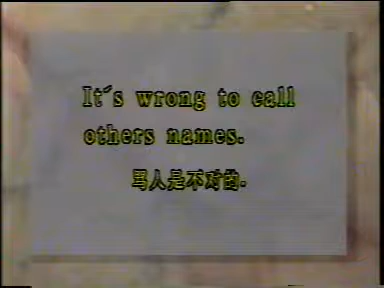 It's wrong to call
others names.
骂人是不对的.